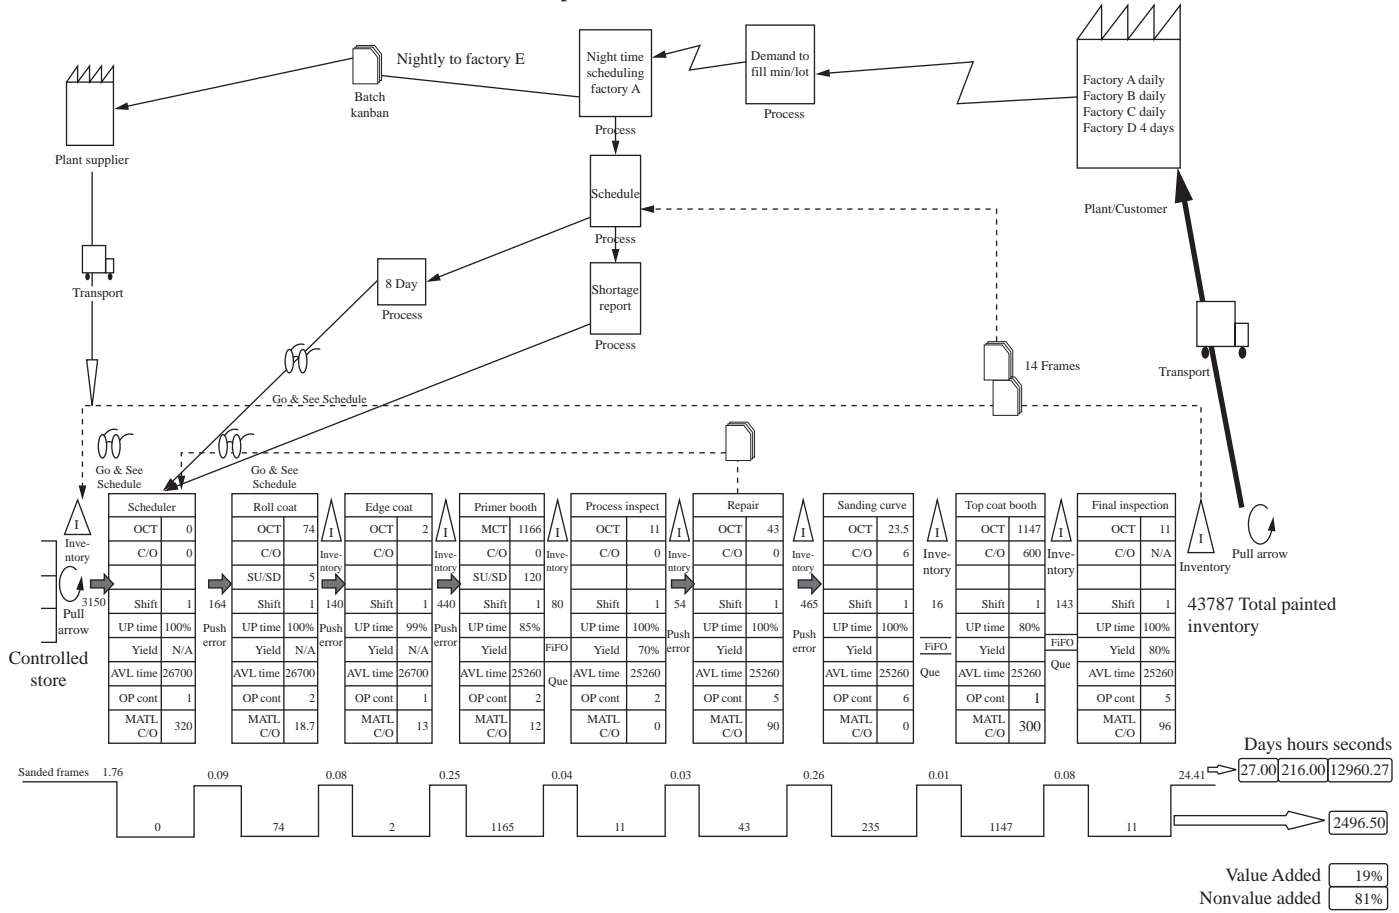 Nightly to factory E
Batch
kanban
Plant supplier
Transport
Night time
scheduling
factory A
Process
Demand to
fill min/lot
Process
Factory A daily
Factory B daily
Factory C daily
Factory D 4 days
Plant/Customer
Schedule
Process
8 Day
Process
Shortage
report
Process
14 Frames
Transport
Go & See Schedule
Go & See
Schedule
Go & See
Schedule
I
Inve-
ntory
3150
Pull
arrow
Controlled
store
Scheduler
OCT 0
C/O 0
Shift 1
UP time 100%
Yield N/A
AVL time 26700
OP cont 1
MATL
C/O 320
164
Push
error
Roll coat
OCT 74
C/O
SU/SD 5
Shift 1
UP time 100%
Yield N/A
AVL time 26700
OP cont 2
MATL
C/O 18.7
I
Inve-
ntory
140
Push
error
Edge coat
OCT 2
C/O
Shift 1
UP time 99%
Yield N/A
AVL time 26700
OP cont 1
MATL
C/O 13
I
Inve-
ntory
440
Push
error
Primer booth
MCT 1166
C/O 0
SU/SD 120
Shift 1
UP time 85%
Yield
AVL time 25260
OP cont 2
MATL
C/O 12
I
Inve-
ntory
80
FiFO
Que
Process inspect
OCT 11
C/O 0
Shift 1
UP time 100%
Yield 70%
AVL time 25260
OP cont 2
MATL
C/O 0
I
Inve-
ntory
54
Push
error
Repair
OCT 43
C/O 0
Shift 1
UP time 100%
Yield
AVL time 25260
OP cont 5
MATL
C/O 90
I
Inve-
ntory
465
Push
error
Sanding curve
OCT 23.5
C/O 6
Shift 1
UP time 100%
Yield
AVL time 25260
OP cont 6
MATL
C/O 0
I
Inve-
ntory
16
FiFO
Que
Top coat booth
OCT 1147
C/O 600
Shift 1
UP time 80%
Yield
AVL time 25260
OP cont 1
MATL
C/O 300
I
Inve-
ntory
143
FiFO
Que
Final inspection
OCT 11
C/O N/A
Shift 1
UP time 100%
Yield 80%
AVL time 25260
OP cont 5
MATL
C/O 96
I
Inventory
Pull arrow
43787 Total painted
inventory
Days hours seconds
Sanded frames 1.76 0.09 0.08 0.25 0.04 0.03 0.26 0.01 0.08 24.41 27.00 216.00 12960.27
0 74 2 1165 11 43 235 1147 11 2496.50
Value Added 19%
Nonvalue added 81%